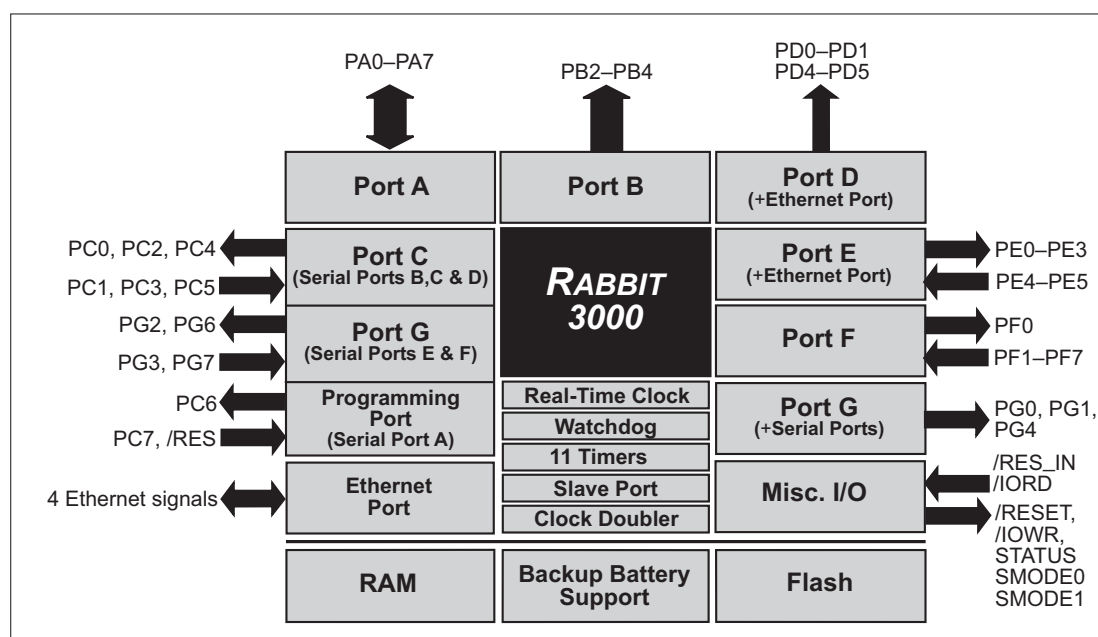 PA0–PA7
PB2–PB4
PD0–PD1
PD4–PD5
Port A
Port B
Port D
(+Ethernet Port)
PC0, PC2, PC4
PC1, PC3, PC5
Port C
(Serial Ports B,C & D)
RABBIT
3000
Port E
(+Ethernet Port)
PE0–PE3
PE4–PE5
PG2, PG6
PG3, PG7
Port G
(Serial Ports E & F)
Port F
PF0
PF1–PF7
PC6
PC7, /RES
Programming
Port
(Serial Port A)
Real-Time Clock
Watchdog
11 Timers
Slave Port
Clock Doubler
Port G
(+Serial Ports)
PG0, PG1,
PG4
4 Ethernet signals
Ethernet
Port
Misc. I/O
/RES_IN
/IORD
/RESET,
/IOWR,
STATUS
SMODE0
SMODE1
RAM
Backup Battery
Support
Flash